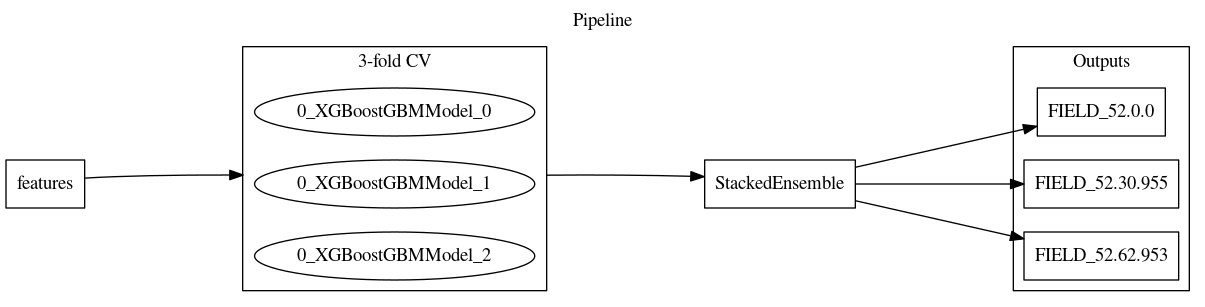 Pipeline
features
3-fold CV
0_XGBoostGBMModel_0
0_XGBoostGBMModel_1
0_XGBoostGBMModel_2
StackedEnsemble
Outputs
FIELD_52.0.0
FIELD_52.30.955
FIELD_52.62.953